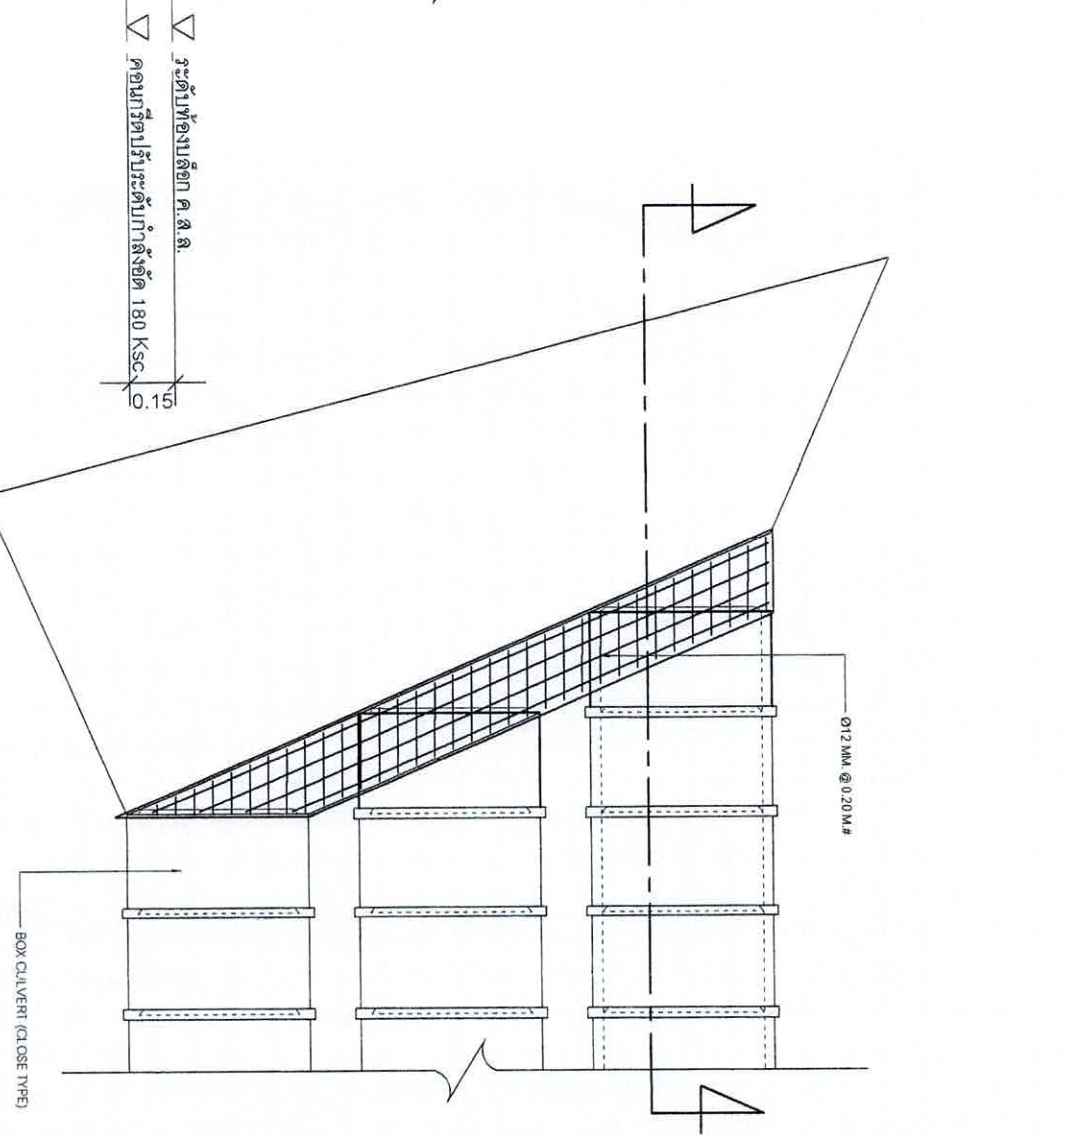 ระดับท้องบล๊อก ค.ส.ล.
คอนกรีตปรับระดับกำลังอัด 180 Ksc.
0.15
Ø12 MM. @ 0.20 M.#
BOX CULVERT (CLOSE TYPE)